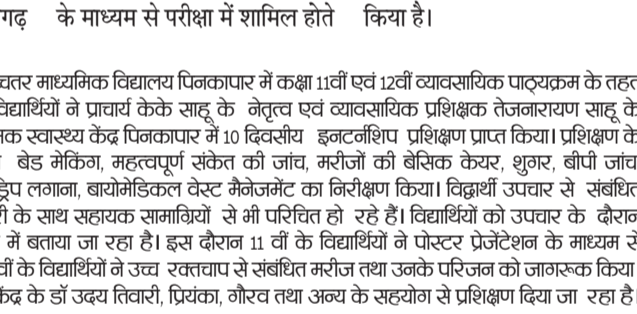 गढ़ के माध्यम से परीक्षा में शामिल होते किया है।
चतर माध्यमिक विद्यालय पिनकापार में कक्षा 11वीं एवं 12वीं व्यावसायिक पाठ्यक्रम के तहत
विद्यार्थियों ने प्राचार्य केके साहू के नेतृत्व एवं व्यावसायिक प्रशिक्षक तेजनारायण साहू के
मक स्वास्थ्य केंद्र पिनकापार में 10 दिवसीय इनटर्नशिप प्रशिक्षण प्राप्त किया। प्रशिक्षण के
बेड मेकिंग, महत्वपूर्ण संकेत की जांच, मरीजों की बेसिक केयर, शुगर, बीपी जांच
ड्रिप लगाना, बायोमेडिकल वेस्ट मैनेजमेंट का निरीक्षण किया। विद्यार्थी उपचार से संबंधित
री के साथ सहायक सामाग्रियों से भी परिचित हो रहे हैं। विद्यार्थियों को उपचार के दौरान
में बताया जा रहा है। इस दौरान 11 वीं के विद्यार्थियों ने पोस्टर प्रेजेंटेशन के माध्यम से
वीं के विद्यार्थियों ने उच्च रक्तचाप से संबंधित मरीज तथा उनके परिजन को जागरूक किया
केंद्र के डॉ उदय तिवारी, प्रियंका, गौरव तथा अन्य के सहयोग से प्रशिक्षण दिया जा रहा है।